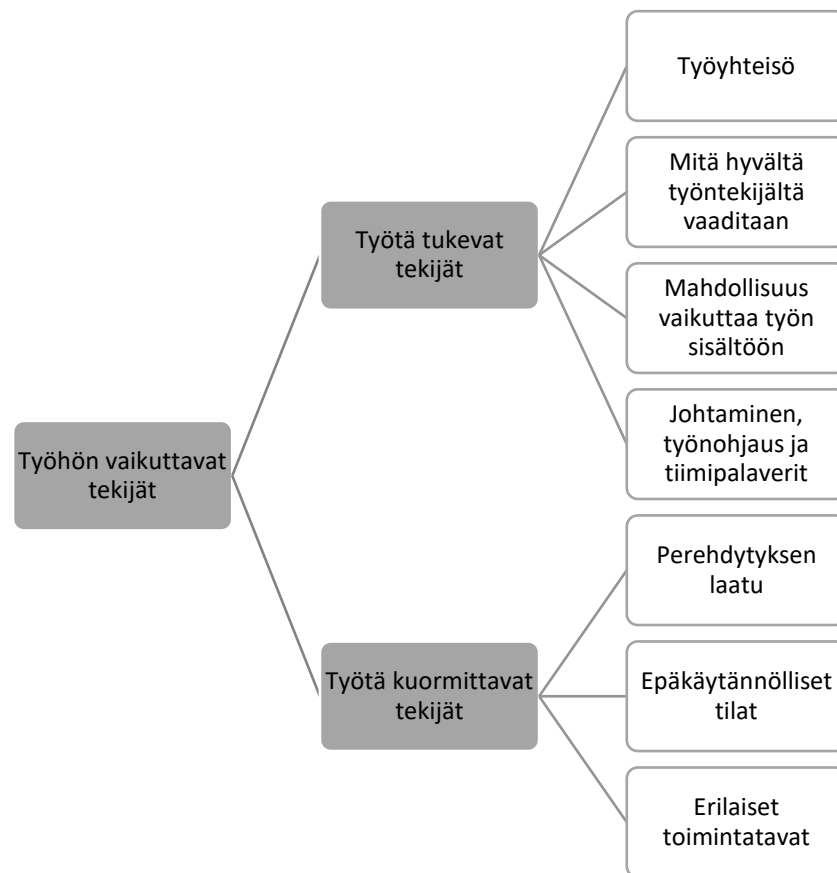 Työhön vaikuttavat
tekijät
Työtä tukevat
tekijät
Työyhteisö
Mitä hyvältä
työntekijältä
vaaditaan
Mahdollisuus
vaikuttaa työn
sisältöön
Johtaminen,
työnohjaus ja
tiimipalaverit
Työtä kuormittavat
tekijät
Perehdytyksen
laatu
Epäkäytännölliset
tilat
Erilaiset
toimintatavat